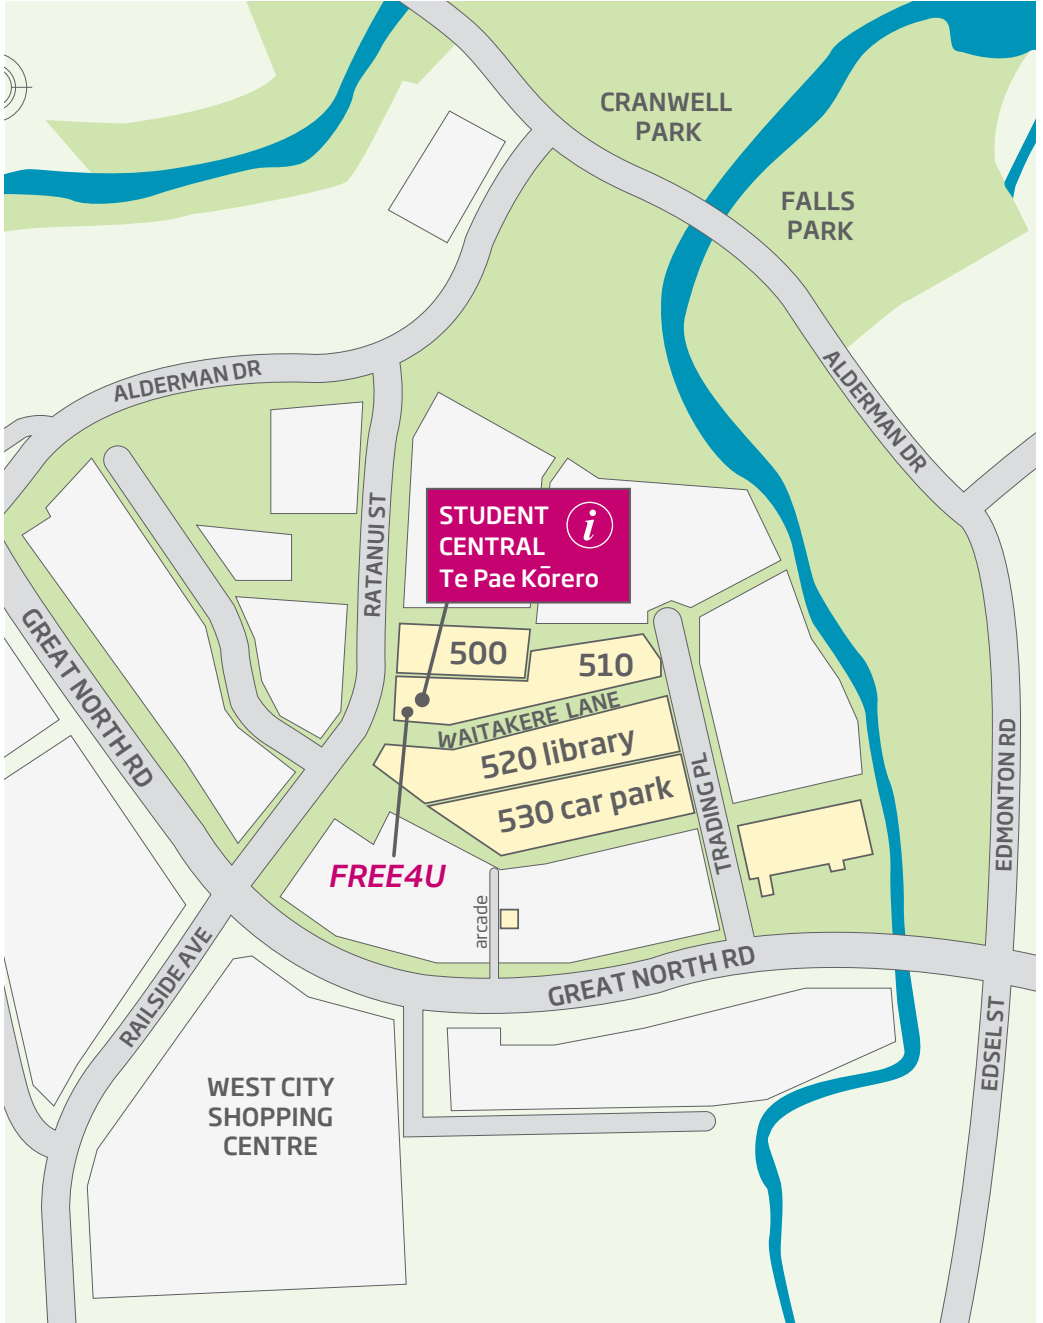 CRANWELL
PARK
FALLS
PARK
ALDERMAN DR
ALDERMAN DR
RATANUI ST
STUDENT
CENTRAL
Te Pae Kōrero
i
GREAT NORTH RD
500
510
WAITAKERE LANE
520 library
530 car park
TRADING PL
EDMONTON RD
FREE4U
arcade
RAILSIDE AVE
GREAT NORTH RD
EDSEL ST
WEST CITY
SHOPPING
CENTRE